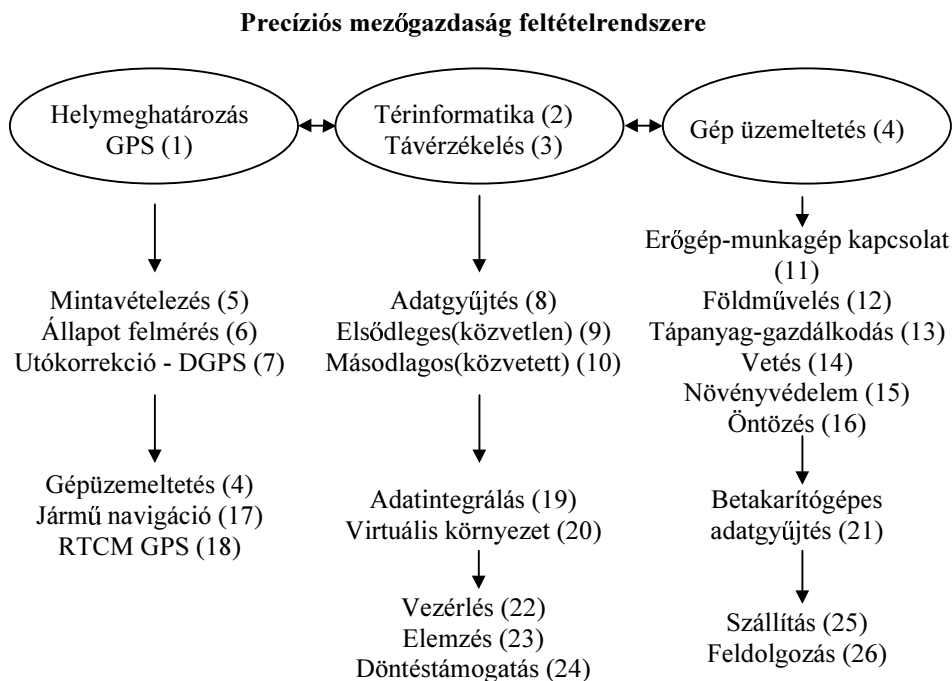 Precíziós mezőgazdaság feltételrendszere
Helymeghatározás
GPS (1)
Térinformatika (2)
Távérzékelés (3)
Gép üzemeltetés (4)
Mintavételezés (5)
Állapot felmérés (6)
Utókorrekció - DGPS (7)
Gépüzemeltetés (4)
Jármű navigáció (17)
RTCM GPS (18)
Adatgyűjtés (8)
Elsődleges(közvetlen) (9)
Másodlagos(közvetett) (10)
Adatintegrálás (19)
Virtuális környezet (20)
Vezérlés (22)
Elemzés (23)
Döntéstámogatás (24)
Erőgép-munkagép kapcsolat
(11)
Földművelés (12)
Tápanyag-gazdálkodás (13)
Vetés (14)
Növényvédelem (15)
Öntözés (16)
Betakarítógépes
adatgyűjtés (21)
Szállítás (25)
Feldolgozás (26)